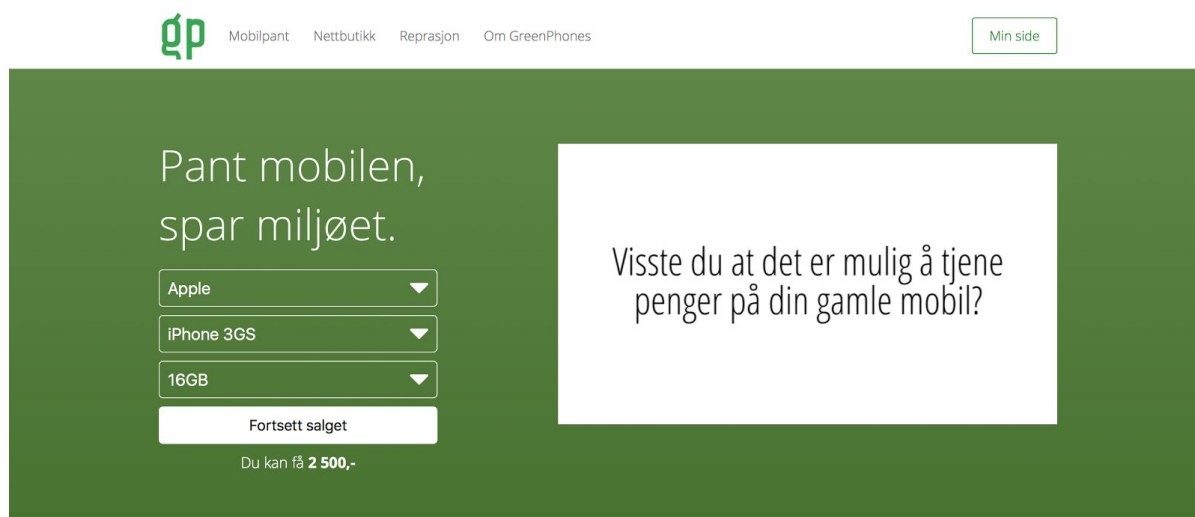 gp
Mobilpant Nettbutikk Reprasjon Om GreenPhones Min side
Pant mobilen,
spar miljøet.
Apple
iPhone 3GS
16GB
Fortsett salget
Du kan få 2 500,-
Visste du at det er mulig å tjene
penger på din gamle mobil?